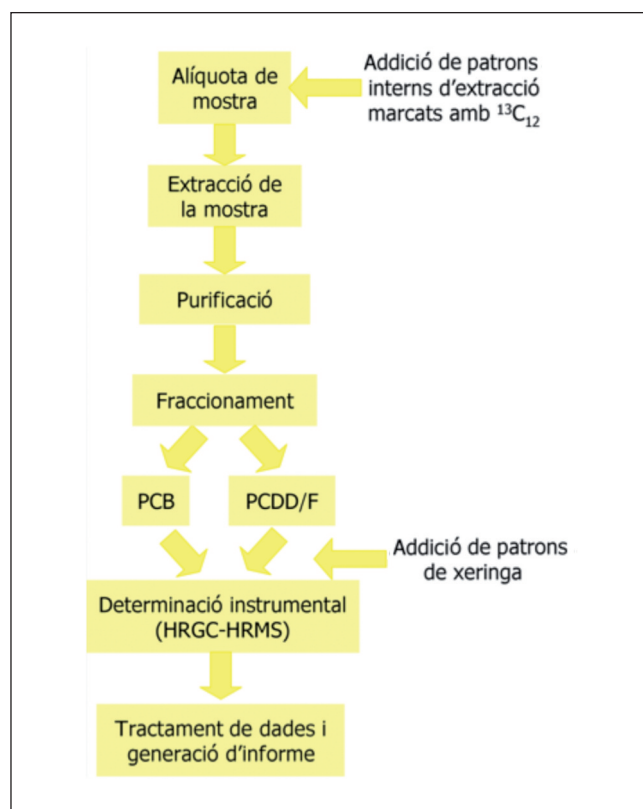 Alíquota de
mostra
Addició de patrons
interns d'extracció
marcats amb ¹³C₁₂
Extracció de
la mostra
Purificació
Fraccionament
PCB
PCDD/F
Addició de patrons
de xeringa
Determinació instrumental
(HRGC-HRMS)
Tractament de dades i
generació d'informe